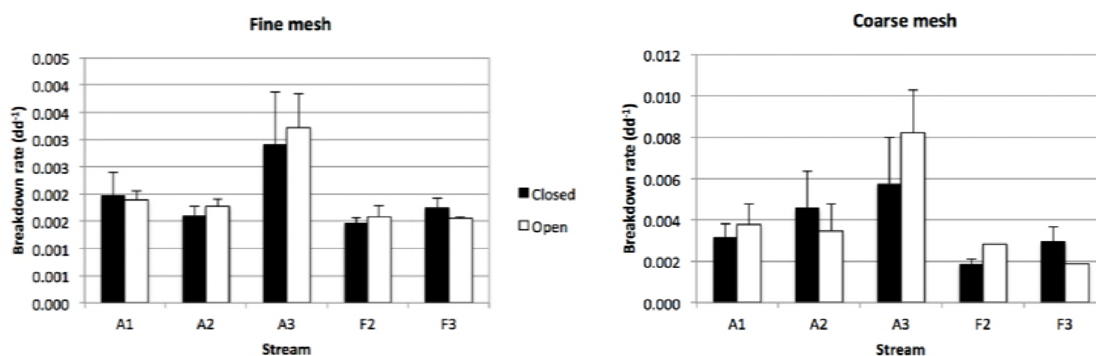 Fine mesh
Breakdown rate (dd⁻¹)
0.005
0.004
0.004
0.003
0.003
0.002
0.002
0.001
0.001
0.000
A1 A2 A3 F2 F3
Stream
Closed
Open
Coarse mesh
Breakdown rate (dd⁻¹)
0.012
0.010
0.008
0.006
0.004
0.002
0.000
A1 A2 A3 F2 F3
Stream